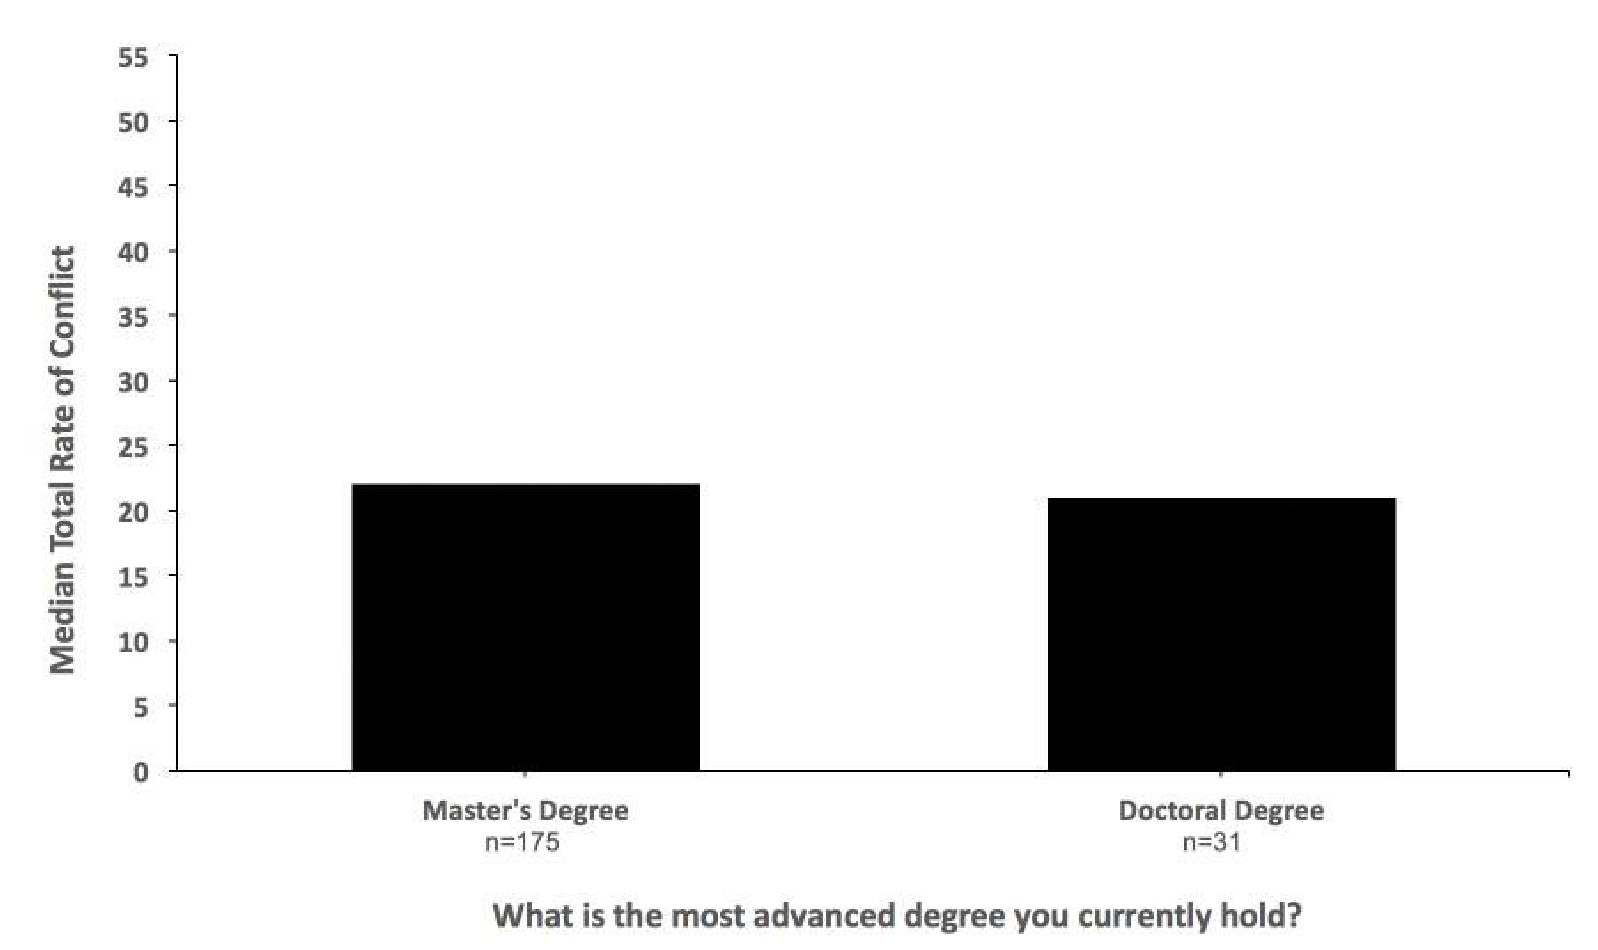 Median Total Rate of Conflict
55
50
45
40
35
30
25
20
15
10
5
0
Master's Degree
n=175
Doctoral Degree
n=31
What is the most advanced degree you currently hold?